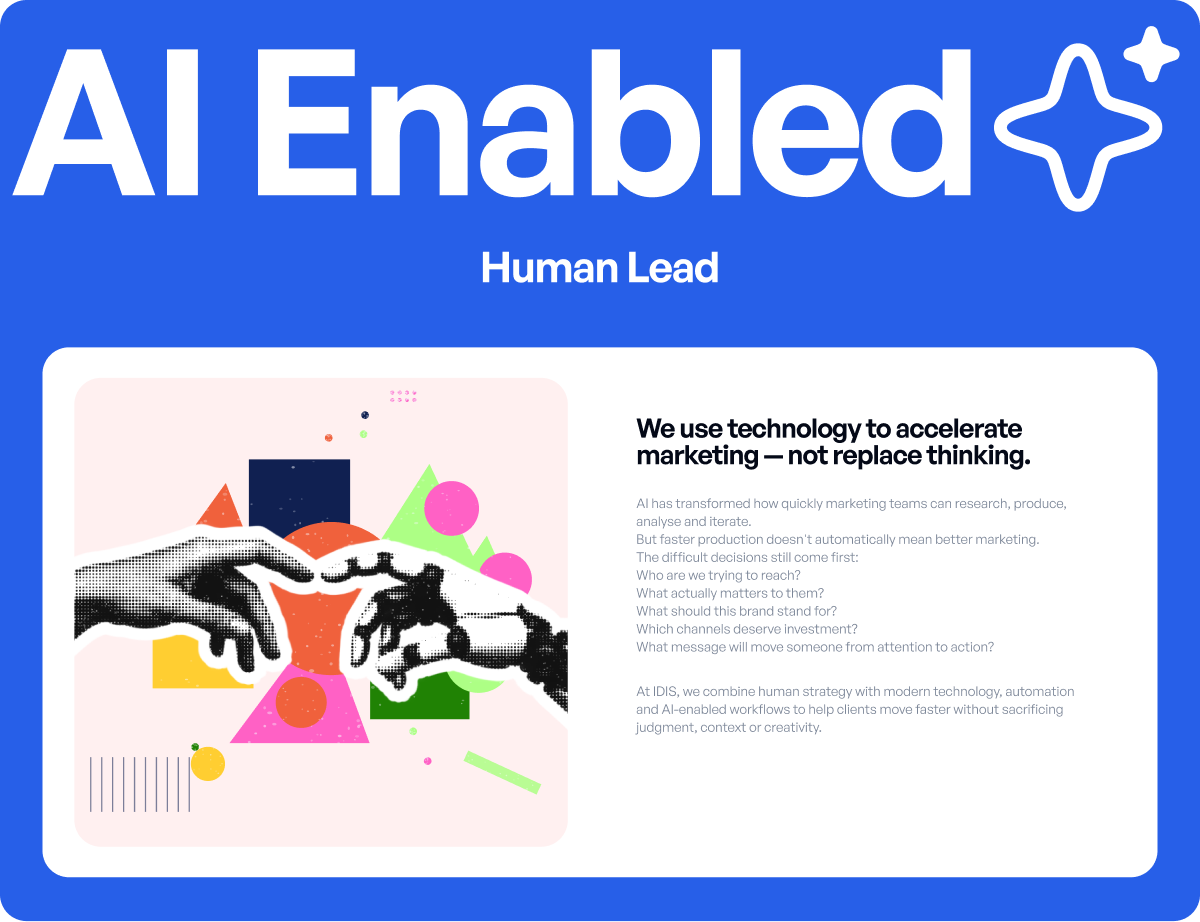 AI Enabled
Human Lead
We use technology to accelerate
marketing — not replace thinking.
AI has transformed how quickly marketing teams can research, produce,
analyse and iterate.
But faster production doesn't automatically mean better marketing.
The difficult decisions still come first:
Who are we trying to reach?
What actually matters to them?
What should this brand stand for?
Which channels deserve investment?
What message will move someone from attention to action?
At IDIS, we combine human strategy with modern technology, automation
and AI-enabled workflows to help clients move faster without sacrificing
judgment, context or creativity.